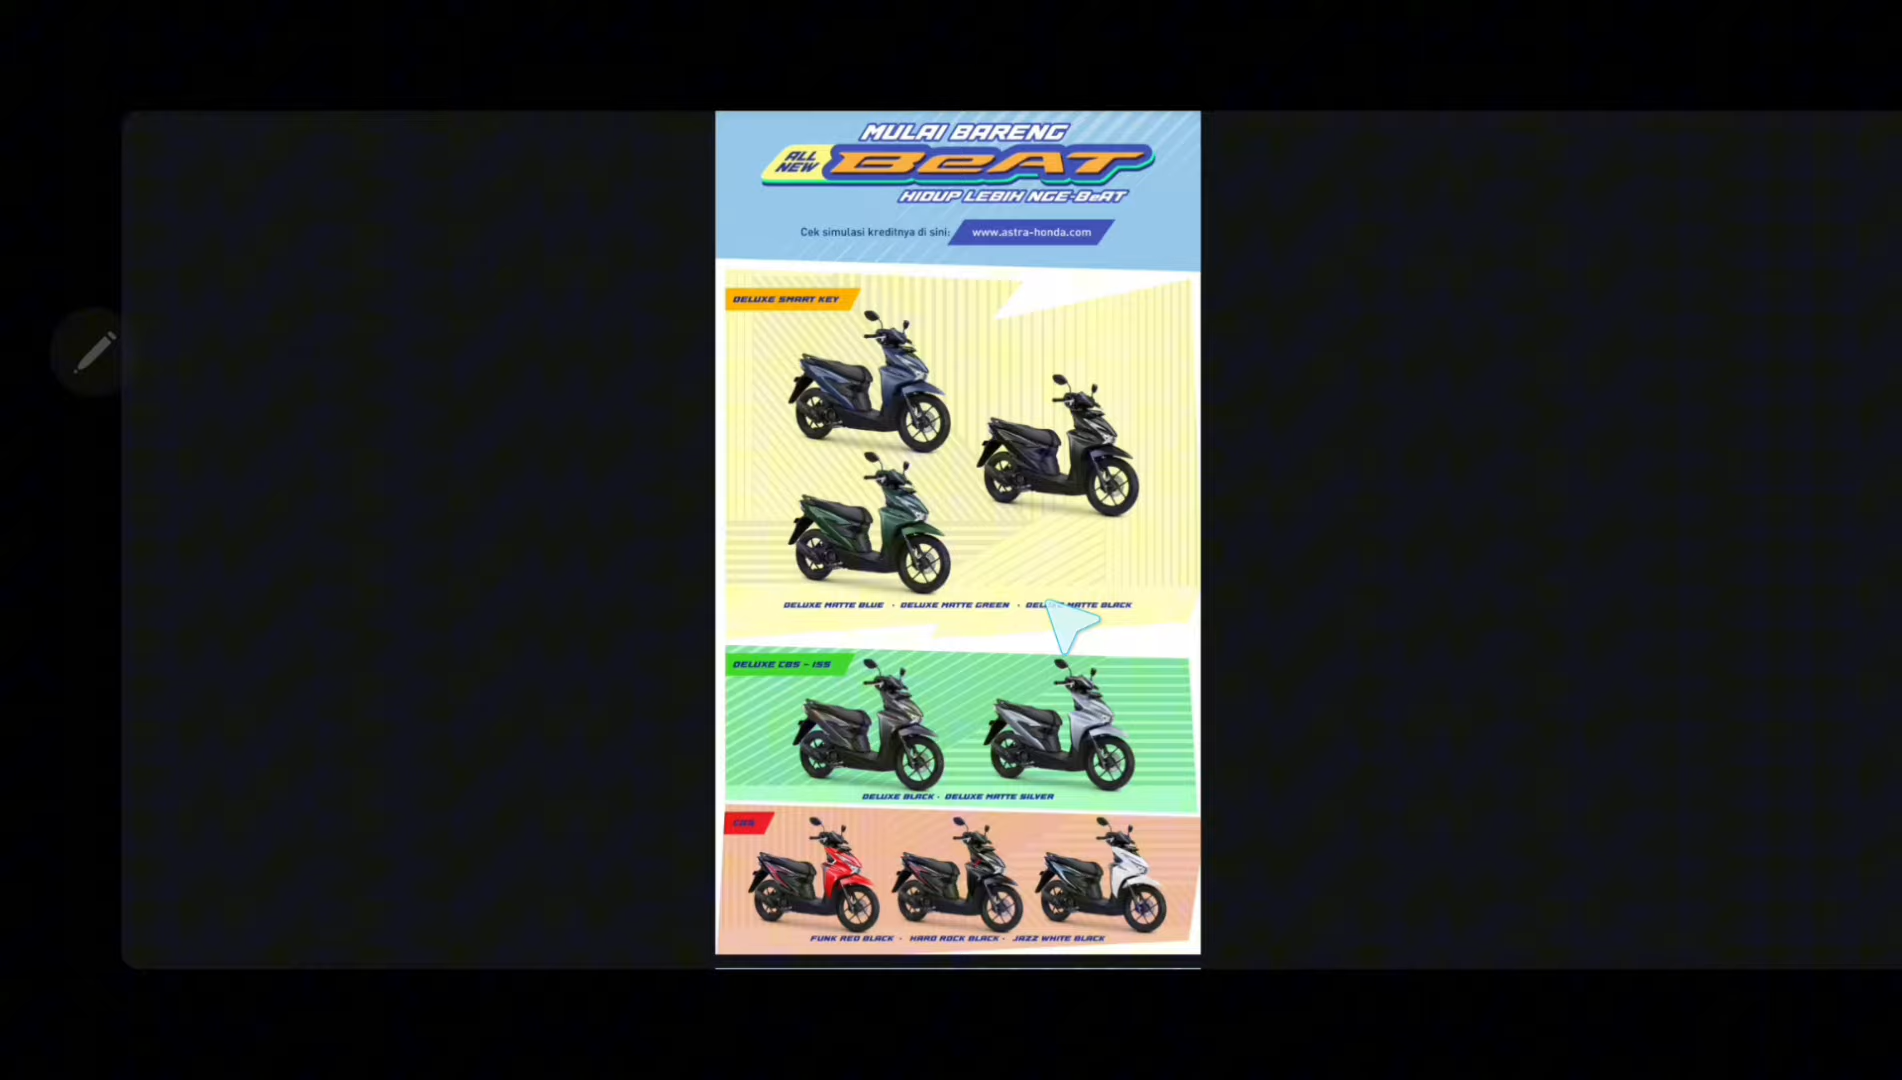 MULAI BARENG
ALL NEW BeAT
HIDUP LEBIH NGE-BeAT
Cek simulasi kreditnya di sini: www.astra-honda.com
DELUXE SMART KEY
DELUXE MATTE BLUE · DELUXE MATTE GREEN · DELUXE MATTE BLACK
DELUXE CBS - ISS
DELUXE BLACK · DELUXE MATTE SILVER
CBS
FUNK RED BLACK · HARD ROCK BLACK · JAZZ WHITE BLACK